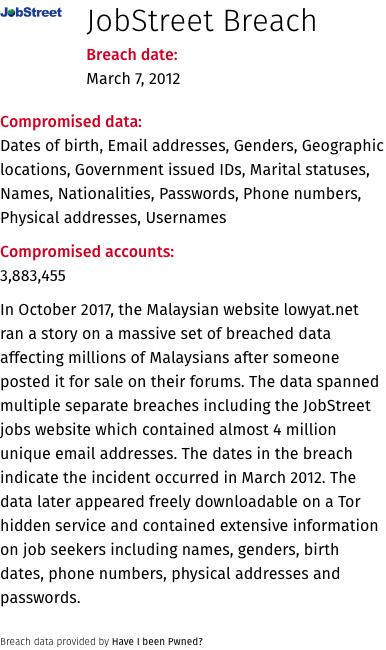 JobStreet
JobStreet Breach
Breach date:
March 7, 2012
Compromised data:
Dates of birth, Email addresses, Genders, Geographic
locations, Government issued IDs, Marital statuses,
Names, Nationalities, Passwords, Phone numbers,
Physical addresses, Usernames
Compromised accounts:
3,883,455
In October 2017, the Malaysian website lowyat.net
ran a story on a massive set of breached data
affecting millions of Malaysians after someone
posted it for sale on their forums. The data spanned
multiple separate breaches including the JobStreet
jobs website which contained almost 4 million
unique email addresses. The dates in the breach
indicate the incident occurred in March 2012. The
data later appeared freely downloadable on a Tor
hidden service and contained extensive information
on job seekers including names, genders, birth
dates, phone numbers, physical addresses and
passwords.
Breach data provided by Have I been Pwned?